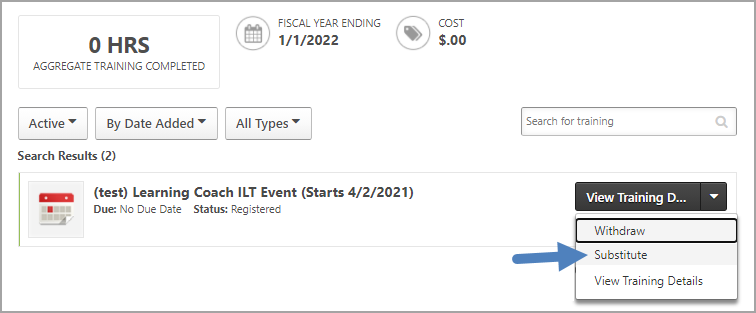 0 HRS
AGGREGATE TRAINING COMPLETED
FISCAL YEAR ENDING
1/1/2022
COST
$.00
Active
By Date Added
All Types
Search for training
Search Results (2)
(test) Learning Coach ILT Event (Starts 4/2/2021)
Due: No Due Date Status: Registered
View Training D...
Withdraw
Substitute
View Training Details